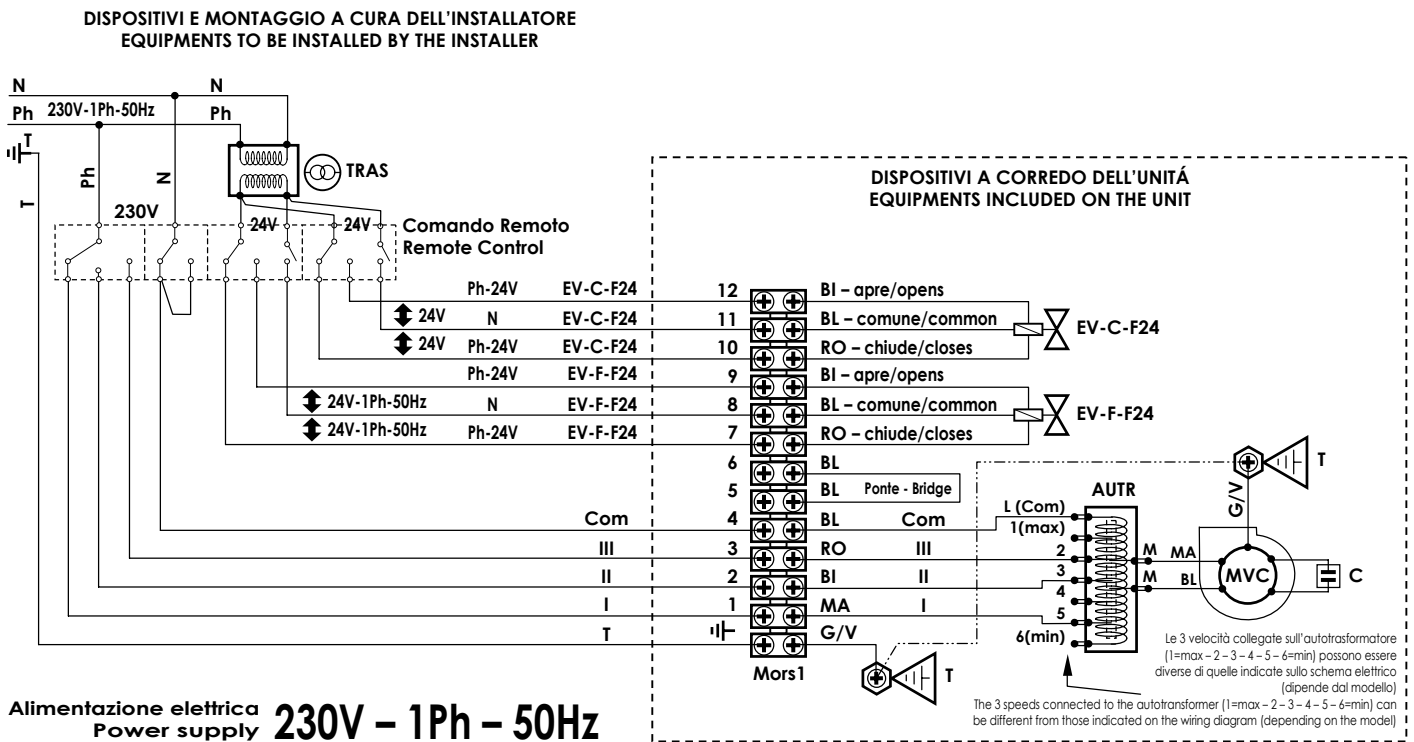 DISPOSITIVI E MONTAGGIO A CURA DELL'INSTALLATORE
EQUIPMENTS TO BE INSTALLED BY THE INSTALLER
N N
Ph 230V-1Ph-50Hz Ph
T
TRAS
Ph
N
T
230V
24V
24V
Comando Remoto
Remote Control
DISPOSITIVI A CORREDO DELL'UNITÁ
EQUIPMENTS INCLUDED ON THE UNIT
Ph-24V EV-C-F24 12 BI – apre/opens
24V N EV-C-F24 11 BL – comune/common
EV-C-F24
24V Ph-24V EV-C-F24 10 RO – chiude/closes
Ph-24V EV-F-F24 9 BI – apre/opens
24V-1Ph-50Hz N EV-F-F24 8 BL – comune/common
EV-F-F24
24V-1Ph-50Hz Ph-24V EV-F-F24 7 RO – chiude/closes
6 BL
5 BL Ponte - Bridge
Com 4 BL Com
III 3 RO III
II 2 BI II
I 1 MA I
T G/V
Mors1
T
AUTR
L (Com)
1(max)
2
3
4
5
6(min)
M MA
M BL
MVC
C
G/V
T
Le 3 velocità collegate sull'autotrasformatore
(1=max – 2 – 3 – 4 – 5 – 6=min) possono essere
diverse di quelle indicate sullo schema elettrico
(dipende dal modello)
The 3 speeds connected to the autotransformer (1=max – 2 – 3 – 4 – 5 – 6=min) can
be different from those indicated on the wiring diagram (depending on the model)
Alimentazione elettrica
Power supply 230V – 1Ph – 50Hz